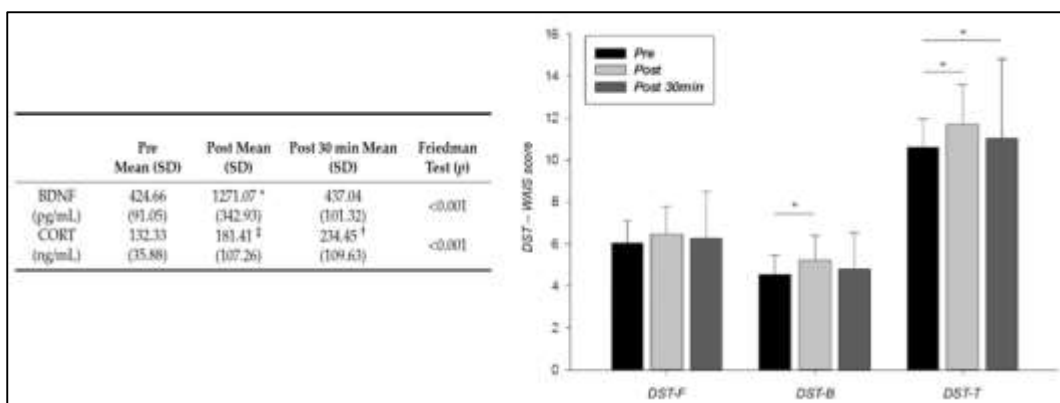 Pre Mean (SD) Post Mean (SD) Post 30 min Mean (SD) Friedman Test (p)
BDNF (pg/mL) 424.66 (91.05) 1271.07 * (342.93) 437.04 (101.32) <0.001
CORT (ng/mL) 132.33 (35.88) 181.41 ‡ (107.26) 234.45 † (109.63) <0.001
Pre
Post
Post 30min
DST – WAIS score
16
14
12
10
8
6
4
2
0
*
*
*
DST-F DST-B DST-T